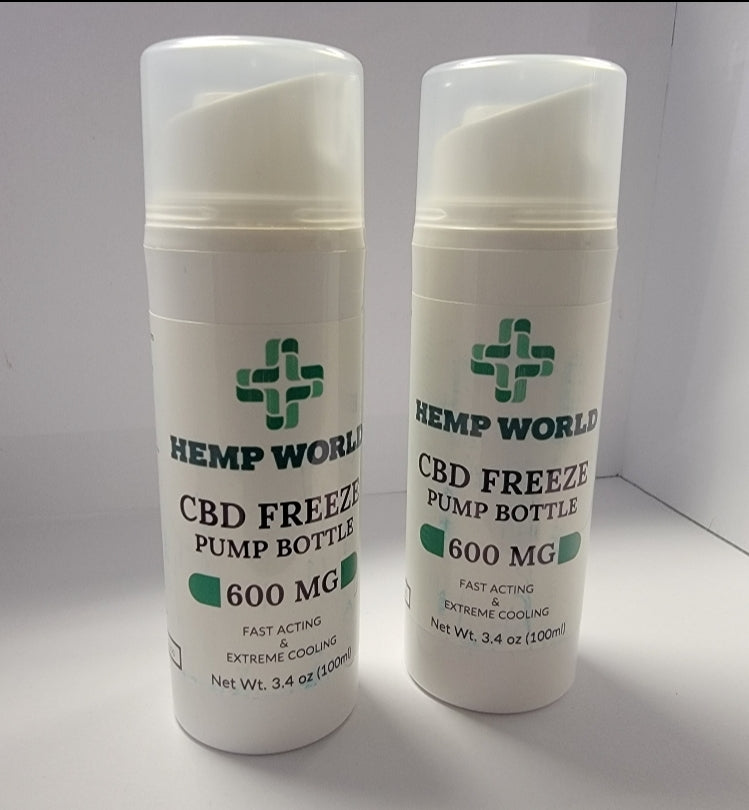 HEMP WORLD
CBD FREEZE
PUMP BOTTLE
600 MG
FAST ACTING
&
EXTREME COOLING
Net Wt. 3.4 oz (100ml)
HEMP WORLD
CBD FREEZE
PUMP BOTTLE
600 MG
FAST ACTING
&
EXTREME COOLING
Net Wt. 3.4 oz (100ml)